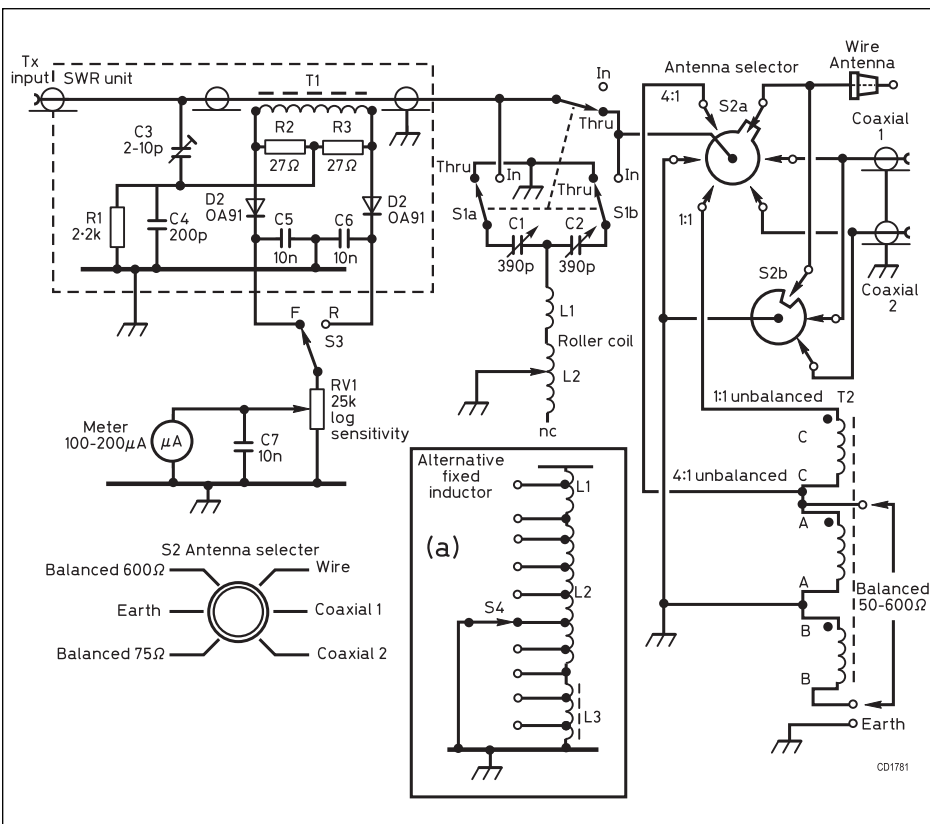 Tx
input
SWR unit
T1
C3
2-10p
R2
R3
27Ω
27Ω
D2
OA91
D2
OA91
R1
2·2k
C4
200p
C5
10n
C6
10n
F
R
S3
RV1
25k
log
sensitivity
Meter
100-200µA
µA
C7
10n
In
Thru
Thru
In
Thru
In
S1a
S1b
C1
C2
390p
390p
L1
Roller coil
L2
nc
Antenna selector
4:1
S2a
1:1
Wire
Antenna
Coaxial
1
Coaxial
2
S2b
1:1 unbalanced
T2
C
4:1 unbalanced
C
A
A
B
B
Balanced
50-600Ω
Earth
Alternative
fixed
inductor
(a)
L1
L2
S4
L3
S2 Antenna selecter
Balanced 600Ω
Wire
Earth
Coaxial 1
Balanced 75Ω
Coaxial 2
CD1781